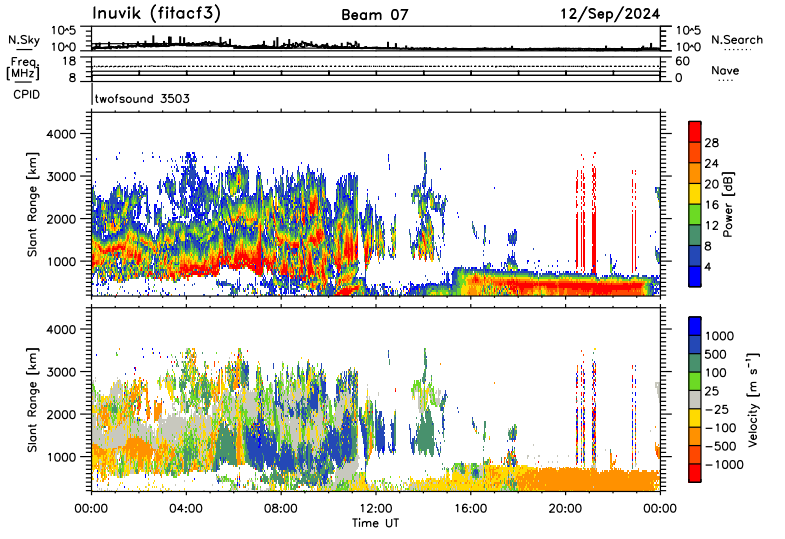 Inuvik (fitacf3) Beam 07 12/Sep/2024
N.Sky 10^5 10^0 10^5 10^0 N.Search
Freq. [MHz] 18 8 60 0 Nave
CPID twofsound 3503
Slant Range [km] 4000 3000 2000 1000
Power [dB] 28 24 20 16 12 8 4
Slant Range [km] 4000 3000 2000 1000
Velocity [m s⁻¹] 1000 500 100 25 −25 −100 −500 −1000
00:00 04:00 08:00 12:00 16:00 20:00 00:00
Time UT